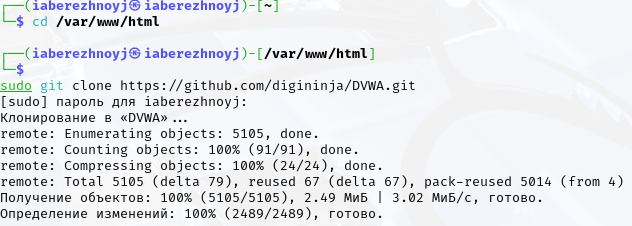 ┌──(iaberezhnoyj㉿iaberezhnoyj)-[~]
└─$ cd /var/www/html
┌──(iaberezhnoyj㉿iaberezhnoyj)-[/var/www/html]
└─$
sudo git clone https://github.com/digininja/DVWA.git
[sudo] пароль для iaberezhnoyj:
Клонирование в «DVWA»...
remote: Enumerating objects: 5105, done.
remote: Counting objects: 100% (91/91), done.
remote: Compressing objects: 100% (24/24), done.
remote: Total 5105 (delta 79), reused 67 (delta 67), pack-reused 5014 (from 4)
Получение объектов: 100% (5105/5105), 2.49 МиБ | 3.02 МиБ/с, готово.
Определение изменений: 100% (2489/2489), готово.